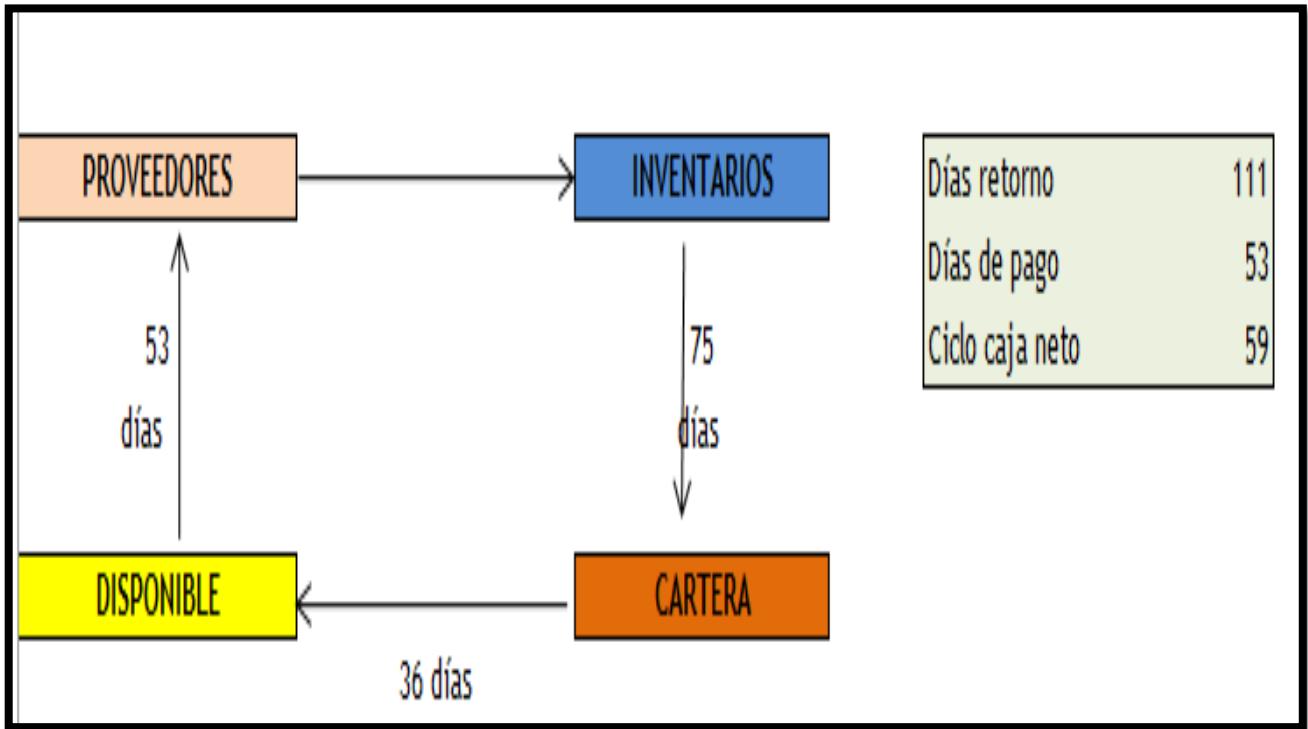 PROVEEDORES
INVENTARIOS
Días retorno 111
Días de pago 53
Ciclo caja neto 59
53
días
75
días
DISPONIBLE
CARTERA
36 días